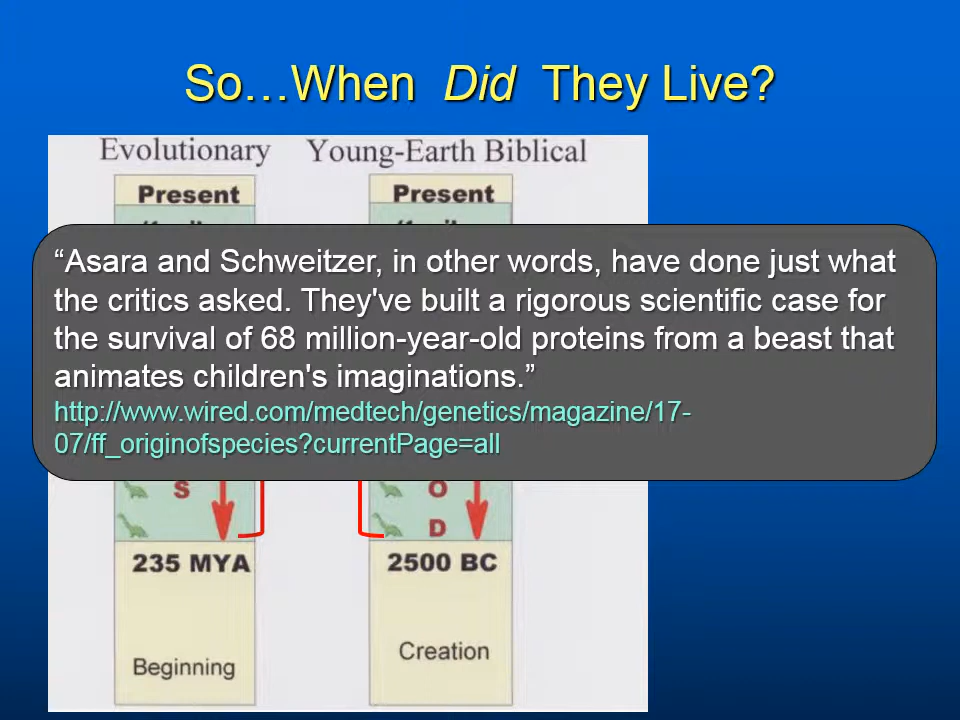 So…When Did They Live?
Evolutionary Young-Earth Biblical
Present Present
“Asara and Schweitzer, in other words, have done just what
the critics asked. They've built a rigorous scientific case for
the survival of 68 million-year-old proteins from a beast that
animates children's imaginations.”
http://www.wired.com/medtech/genetics/magazine/17-
07/ff_originofspecies?currentPage=all
S O
D
235 MYA 2500 BC
Beginning Creation